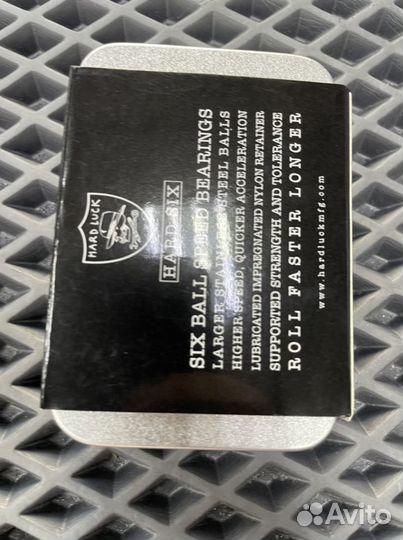 HARD LUCK
HARD SIX
SIX BALL SPEED BEARINGS
LARGER STAINLESS STEEL BALLS
HIGHER SPEED, QUICKER ACCELERATION
LUBRICATED IMPREGNATED NYLON RETAINER
SUPPORTED STRENGTH AND TOLERANCE
ROLL FASTER LONGER
www.hardluckmfg.com
Avito